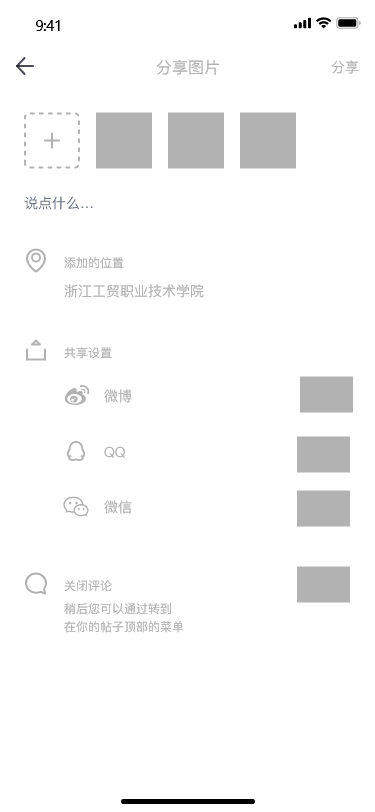 9:41
分享图片
分享
说点什么...
添加的位置
浙江工贸职业技术学院
共享设置
微博
QQ
微信
关闭评论
稍后您可以通过转到
在你的帖子顶部的菜单